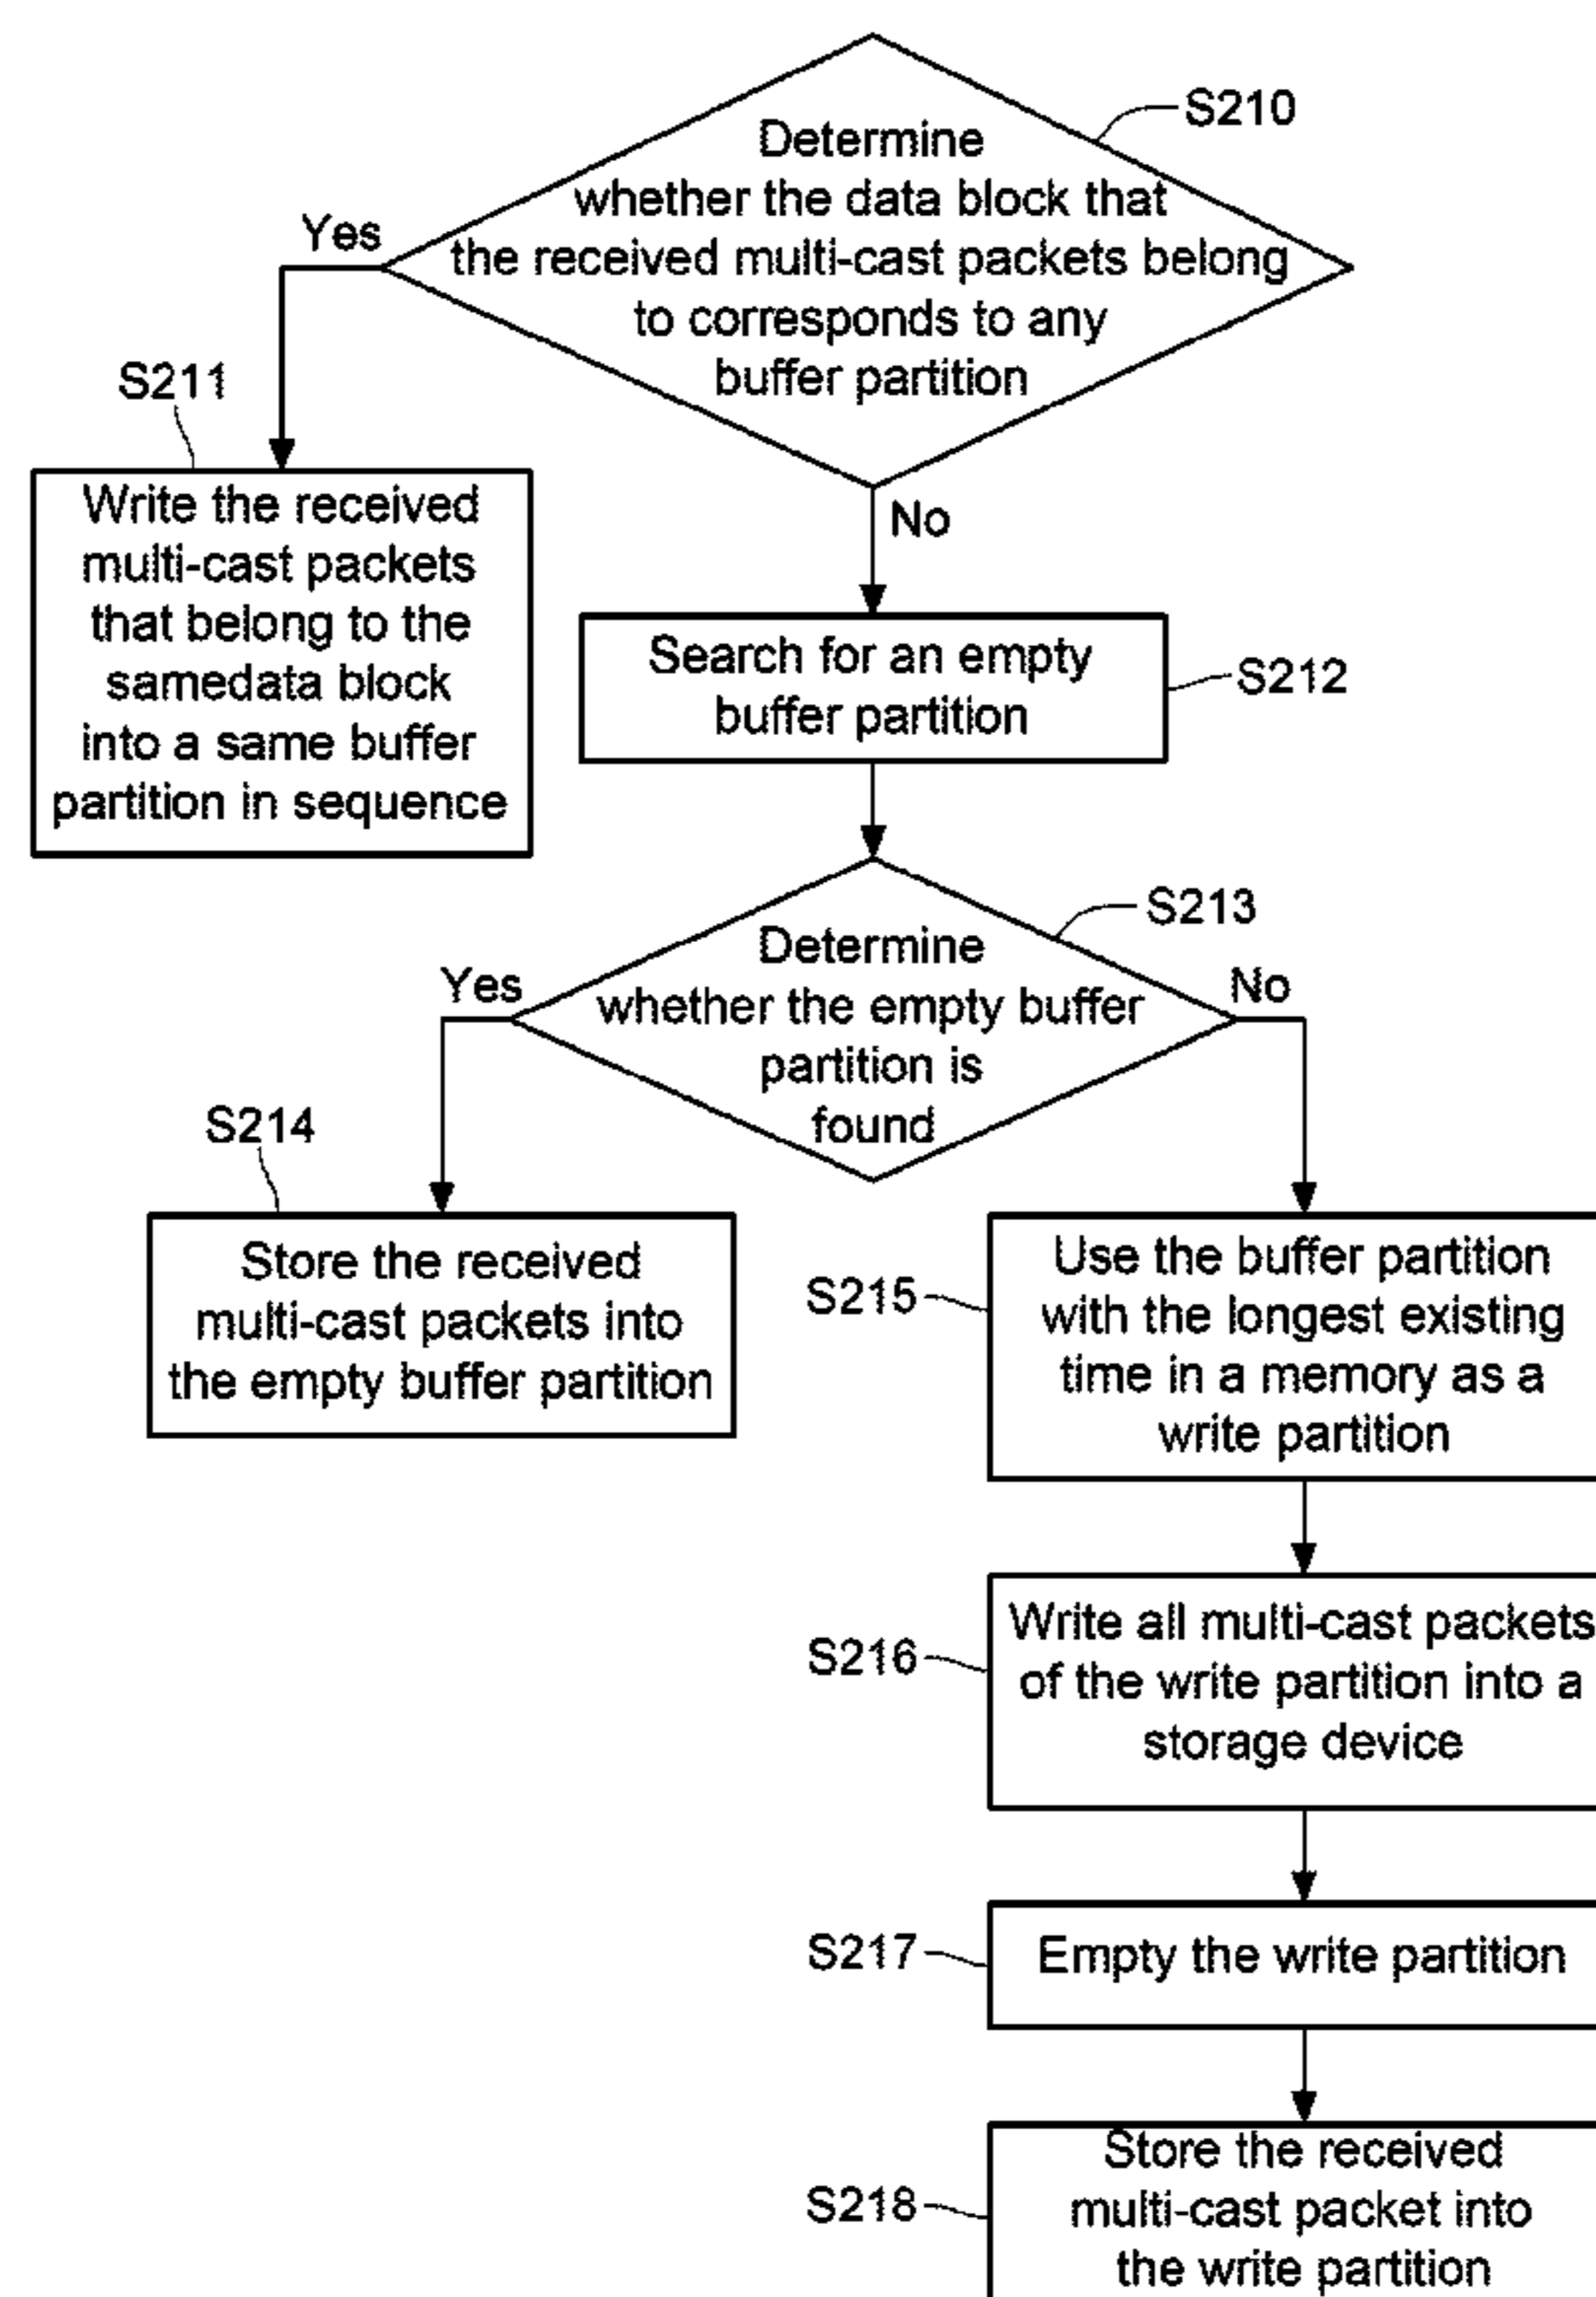 S210
Determine
whether the data block that
the received multi-cast packets belong
to corresponds to any
buffer partition
Yes
No
S211
Write the received
multi-cast packets
that belong to the
samedata block
into a same buffer
partition in sequence
Search for an empty
buffer partition
S212
S213
Determine
whether the empty buffer
partition is
found
Yes
No
S214
Store the received
multi-cast packets into
the empty buffer partition
S215
Use the buffer partition
with the longest existing
time in a memory as a
write partition
S216
Write all multi-cast packets
of the write partition into a
storage device
S217
Empty the write partition
S218
Store the received
multi-cast packet into
the write partition